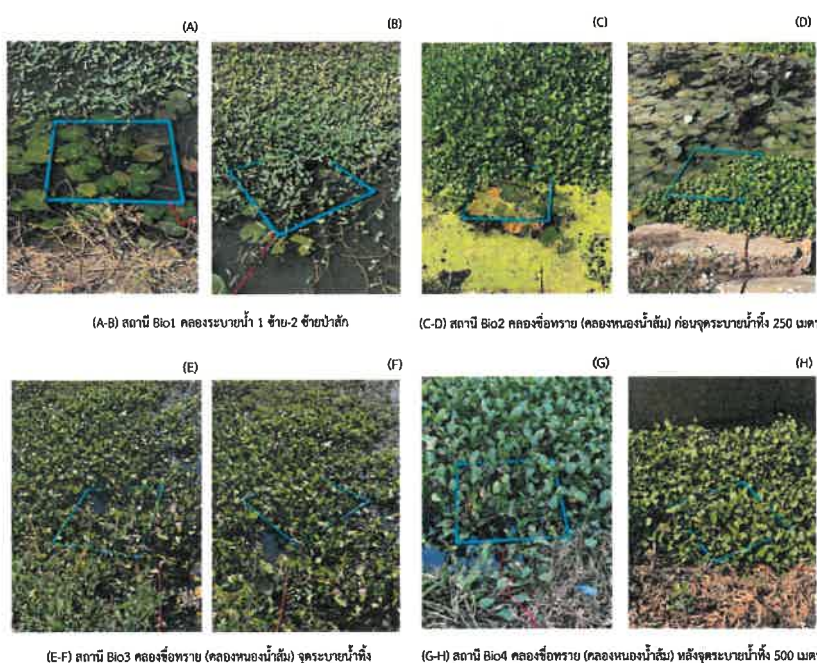 (A)
(B)
(C)
(D)
(A-B) สถานี Bio1 คลองระบายน้ำ 1 ซ้าย-2 ซ้ายป่าสัก
(C-D) สถานี Bio2 คลองชื่อทราย (คลองหนองน้ำส้ม) ก่อนจุดระบายน้ำทิ้ง 250 เมตร
(E)
(F)
(G)
(H)
(E-F) สถานี Bio3 คลองชื่อทราย (คลองหนองน้ำส้ม) จุดระบายน้ำทิ้ง
(G-H) สถานี Bio4 คลองชื่อทราย (คลองหนองน้ำส้ม) หลังจุดระบายน้ำทิ้ง 500 เมตร